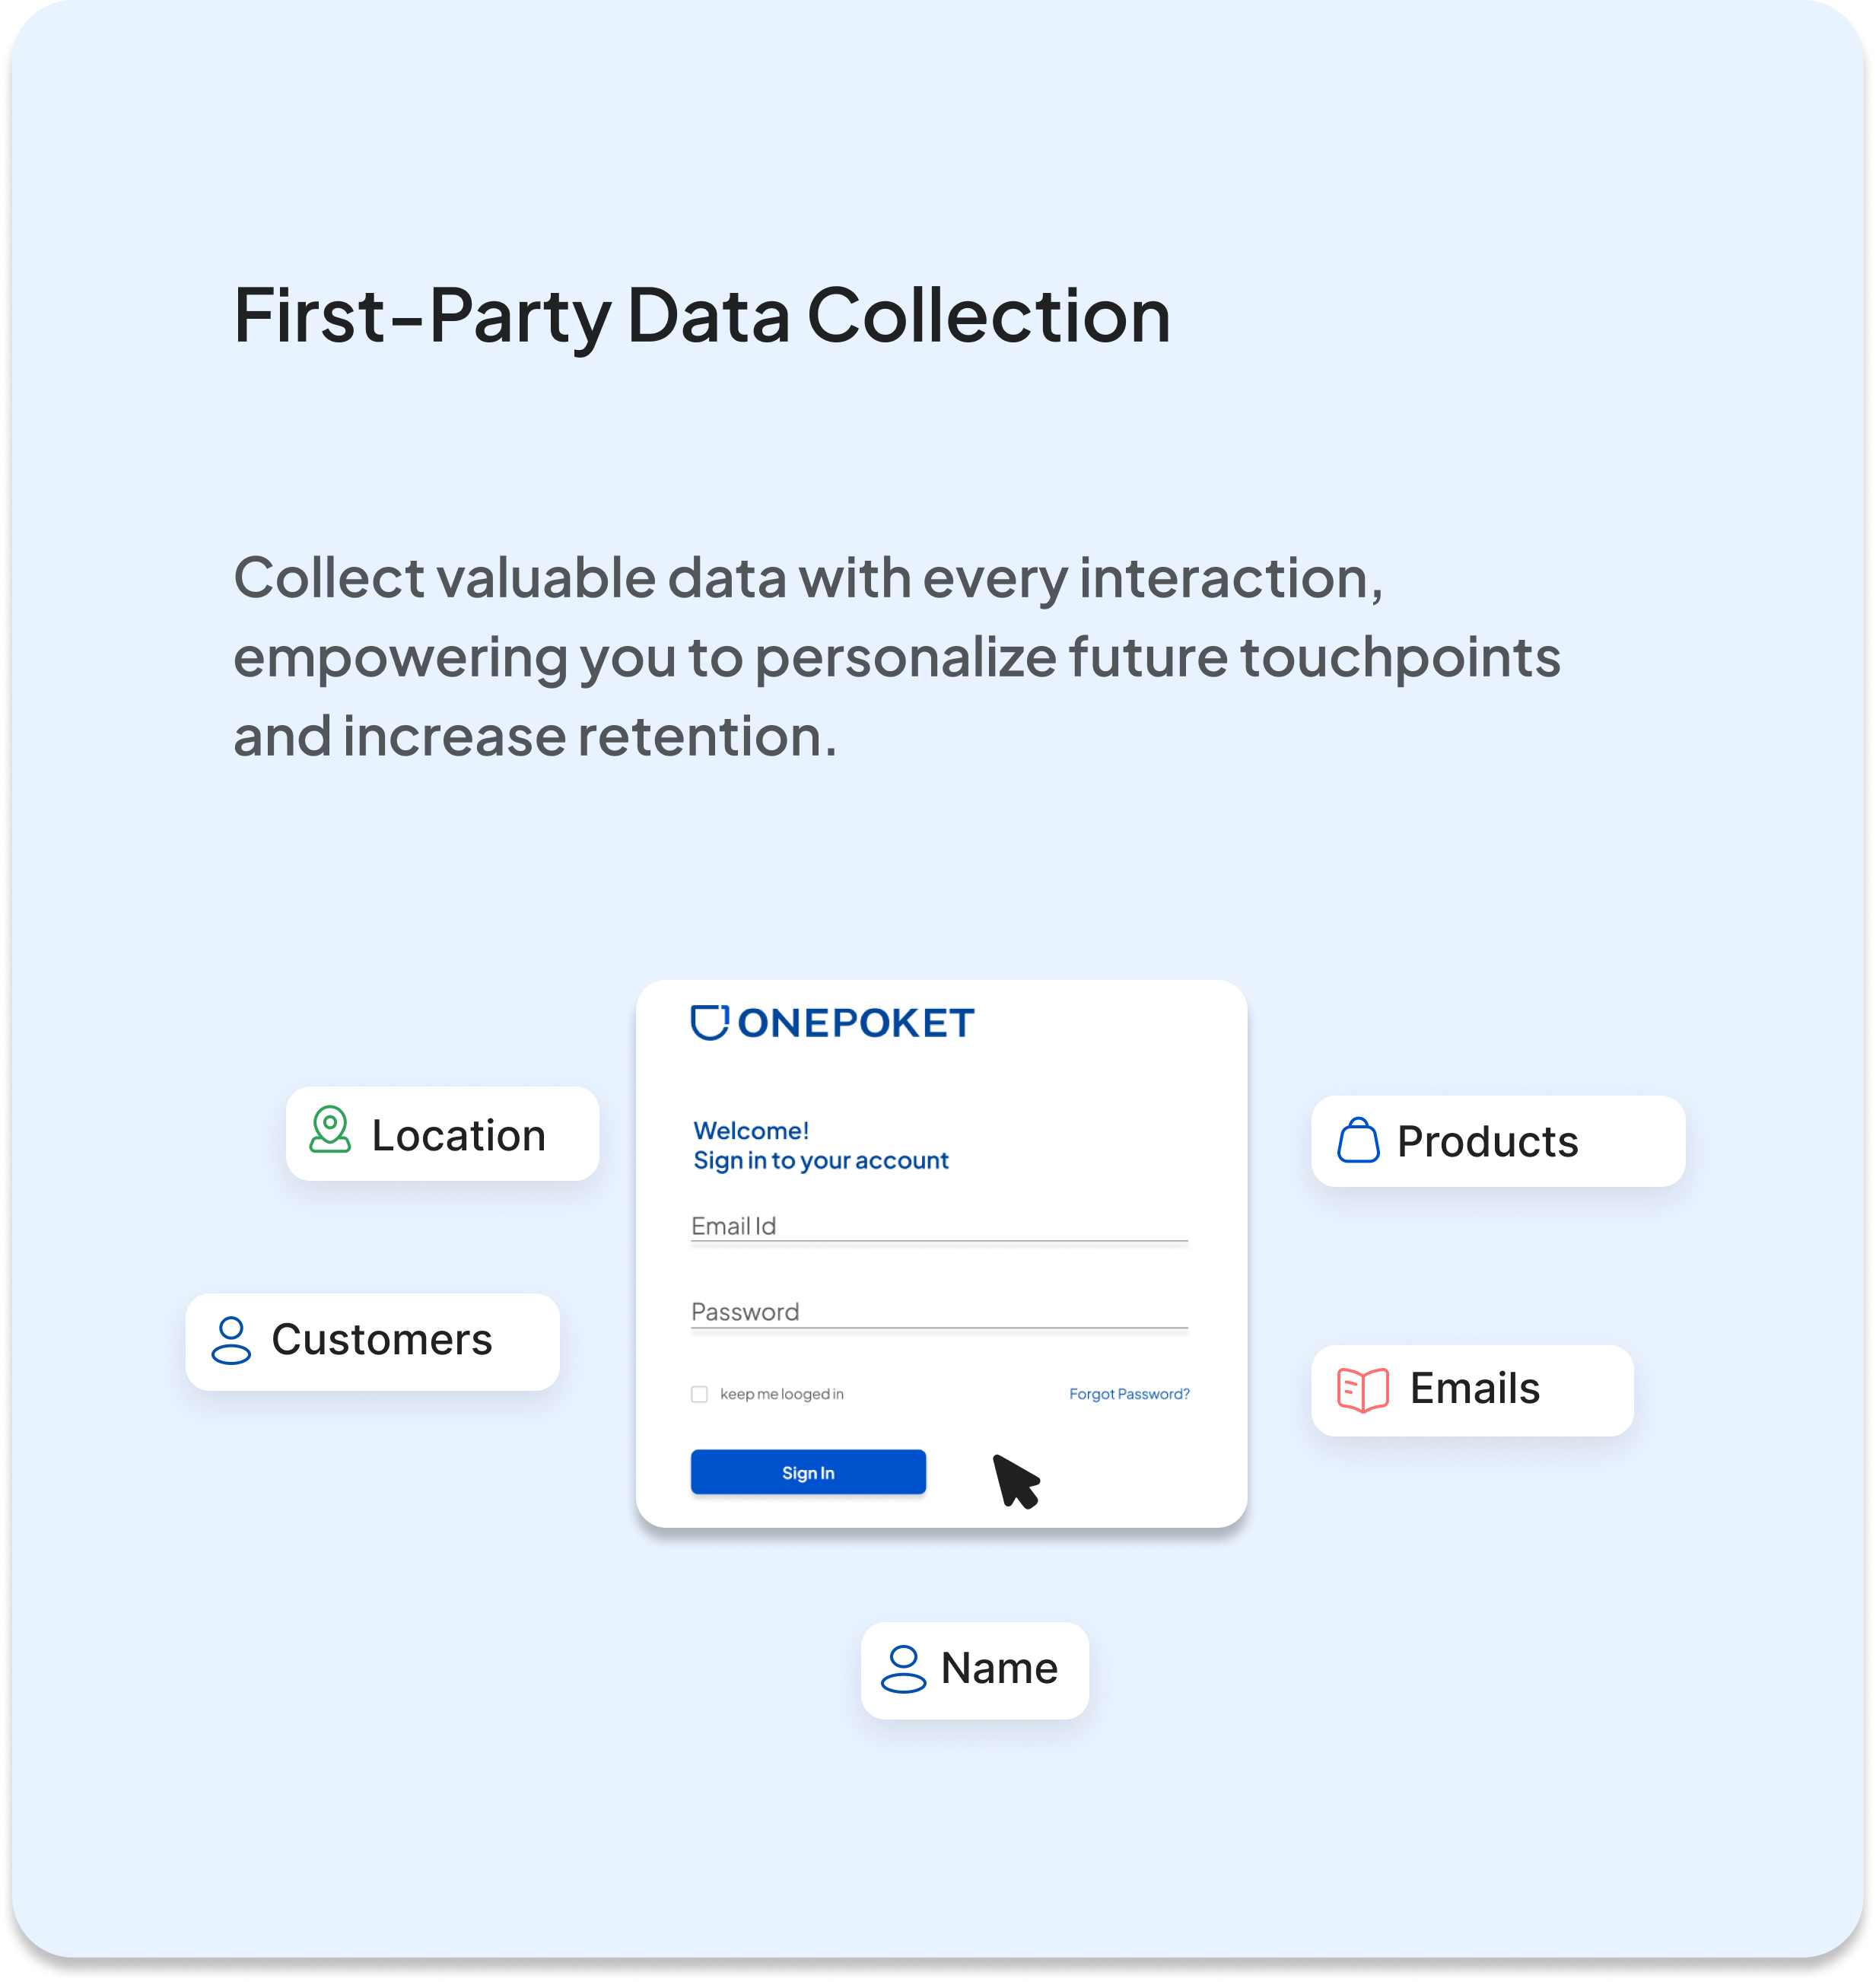 First-Party Data Collection
Collect valuable data with every interaction,
empowering you to personalize future touchpoints
and increase retention.
ONEPOKET
Welcome!
Sign in to your account
Email Id
Password
keep me looged in
Forgot Password?
Sign In
Location
Customers
Products
Emails
Name